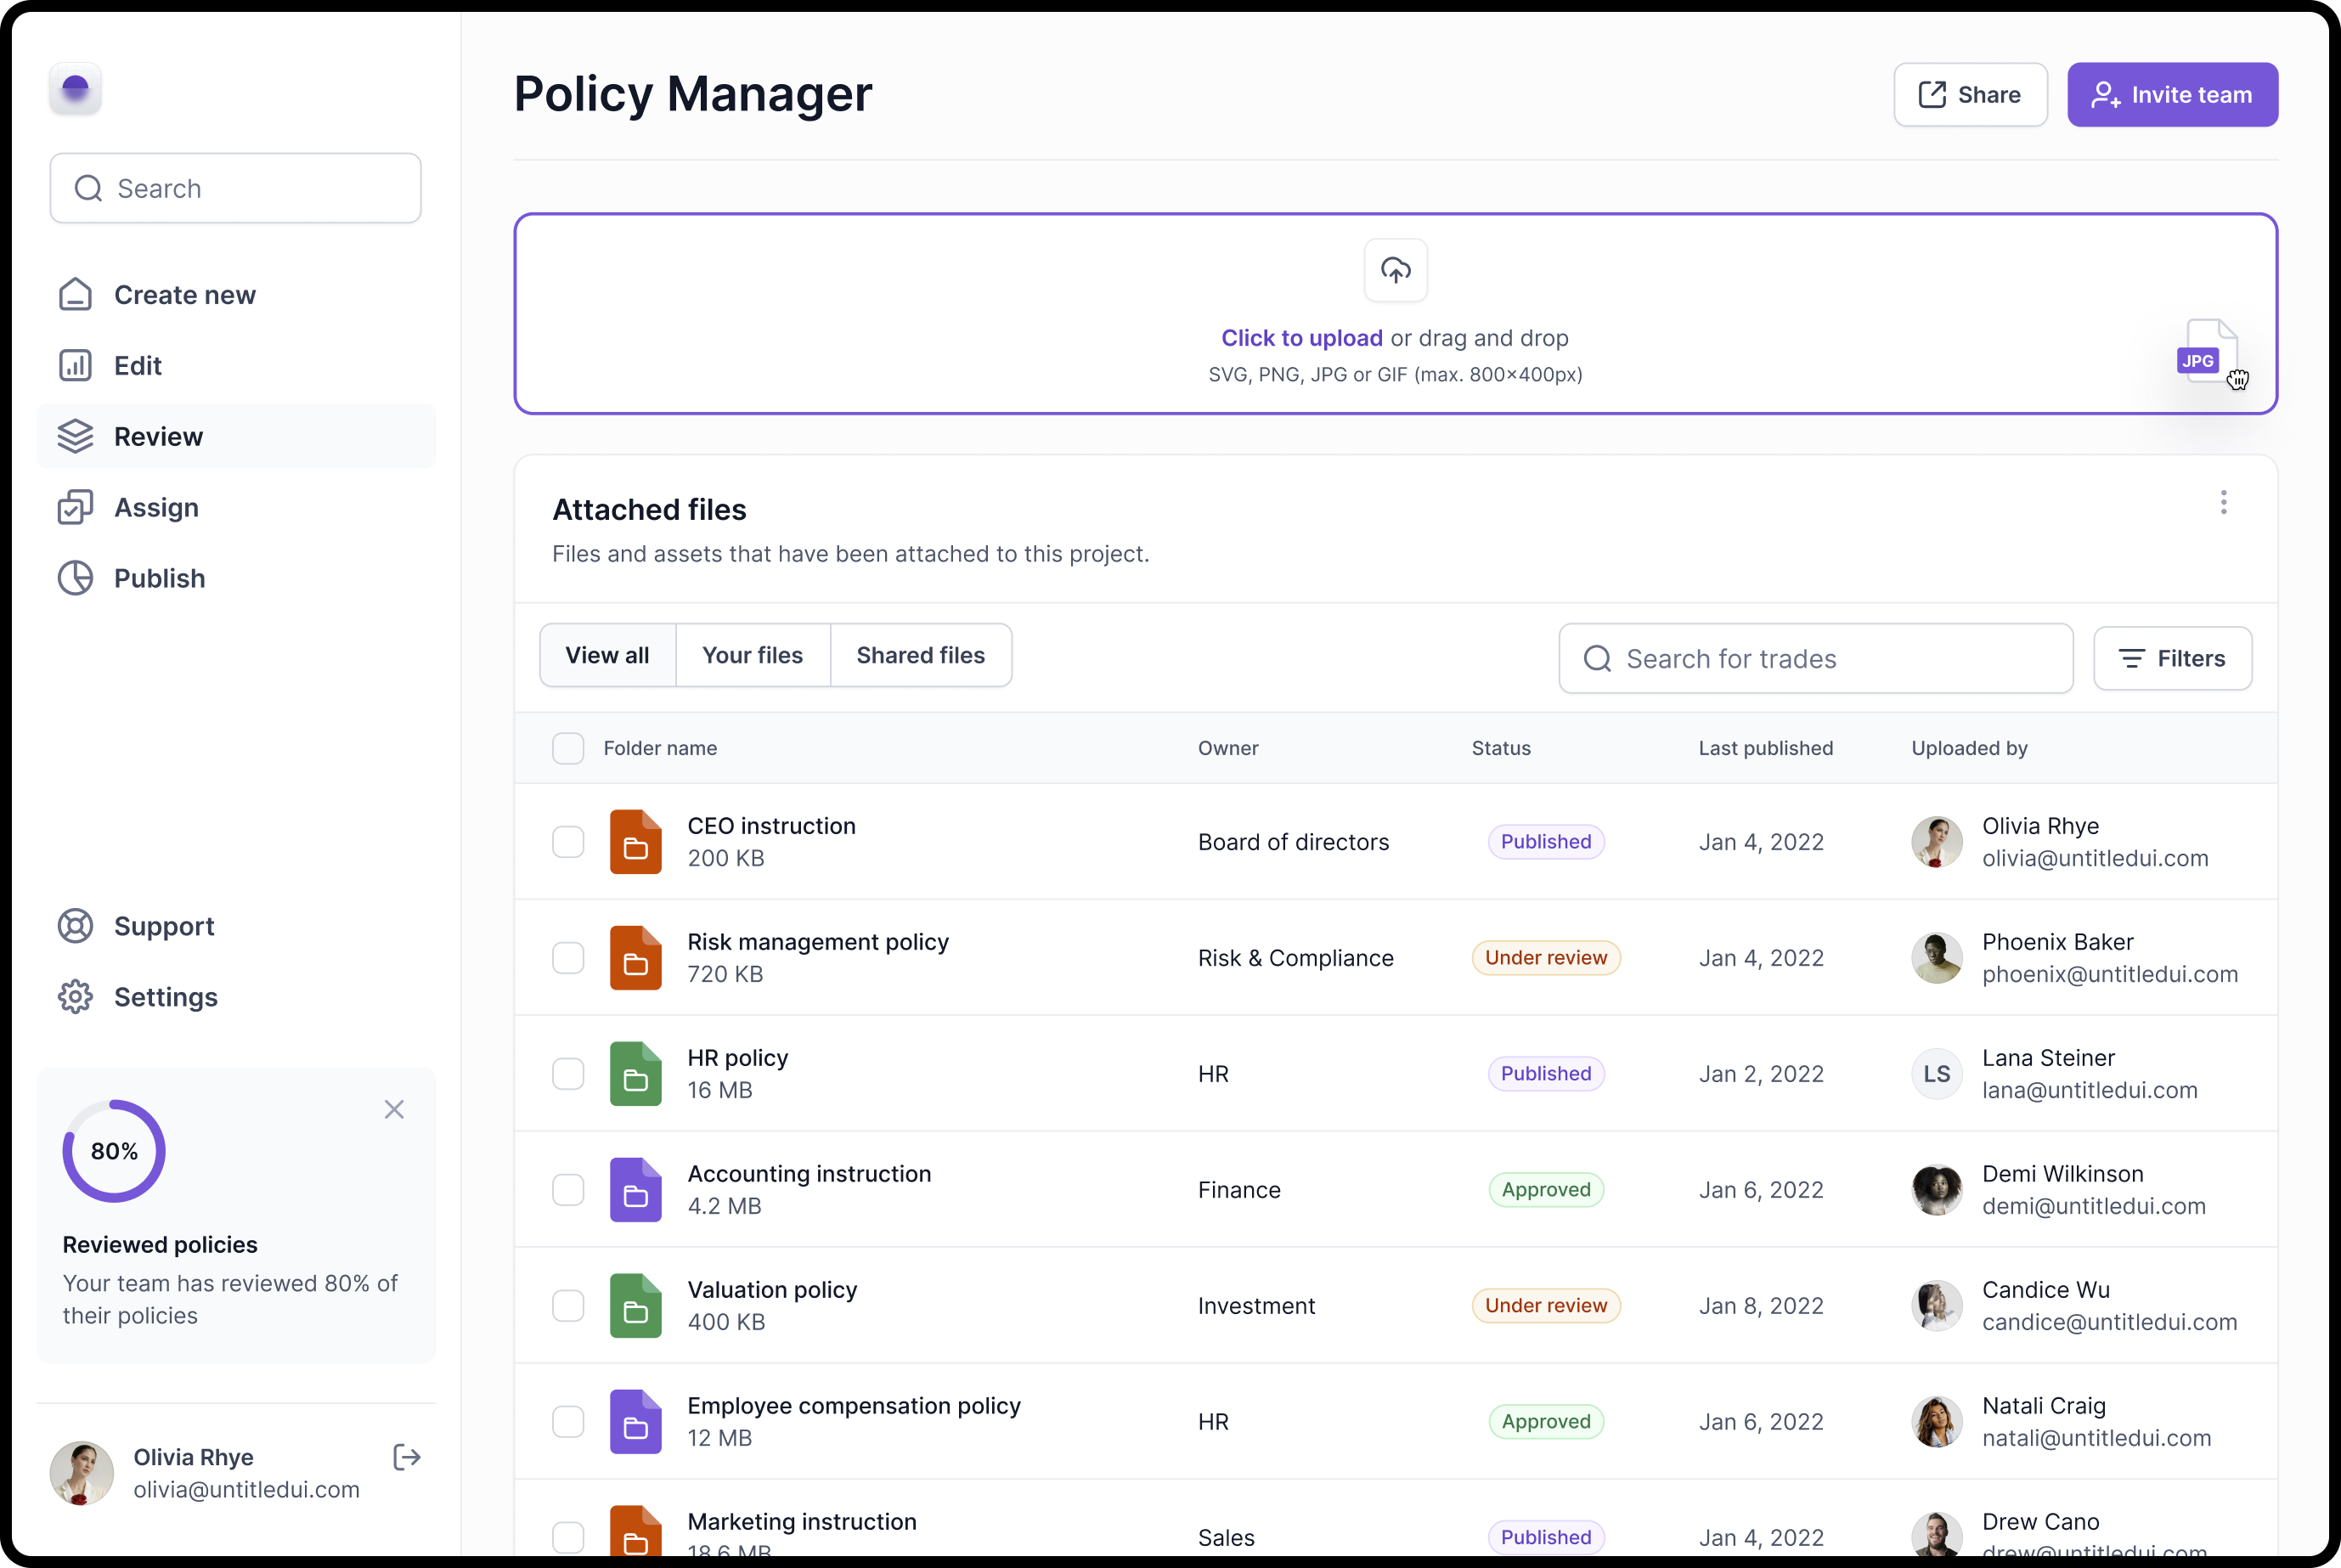 Policy Manager
Share
Invite team
Search
Create new
Edit
Review
Assign
Publish
Support
Settings
80%
Reviewed policies
Your team has reviewed 80% of
their policies
Olivia Rhye
olivia@untitledui.com
Click to upload or drag and drop
SVG, PNG, JPG or GIF (max. 800×400px)
JPG
Attached files
Files and assets that have been attached to this project.
View all
Your files
Shared files
Search for trades
Filters
Folder name
Owner
Status
Last published
Uploaded by
CEO instruction
200 KB
Board of directors
Published
Jan 4, 2022
Olivia Rhye
olivia@untitledui.com
Risk management policy
720 KB
Risk & Compliance
Under review
Jan 4, 2022
Phoenix Baker
phoenix@untitledui.com
HR policy
16 MB
HR
Published
Jan 2, 2022
LS
Lana Steiner
lana@untitledui.com
Accounting instruction
4.2 MB
Finance
Approved
Jan 6, 2022
Demi Wilkinson
demi@untitledui.com
Valuation policy
400 KB
Investment
Under review
Jan 8, 2022
Candice Wu
candice@untitledui.com
Employee compensation policy
12 MB
HR
Approved
Jan 6, 2022
Natali Craig
natali@untitledui.com
Marketing instruction
18.6 MB
Sales
Published
Jan 4, 2022
Drew Cano
drew@untitledui.com